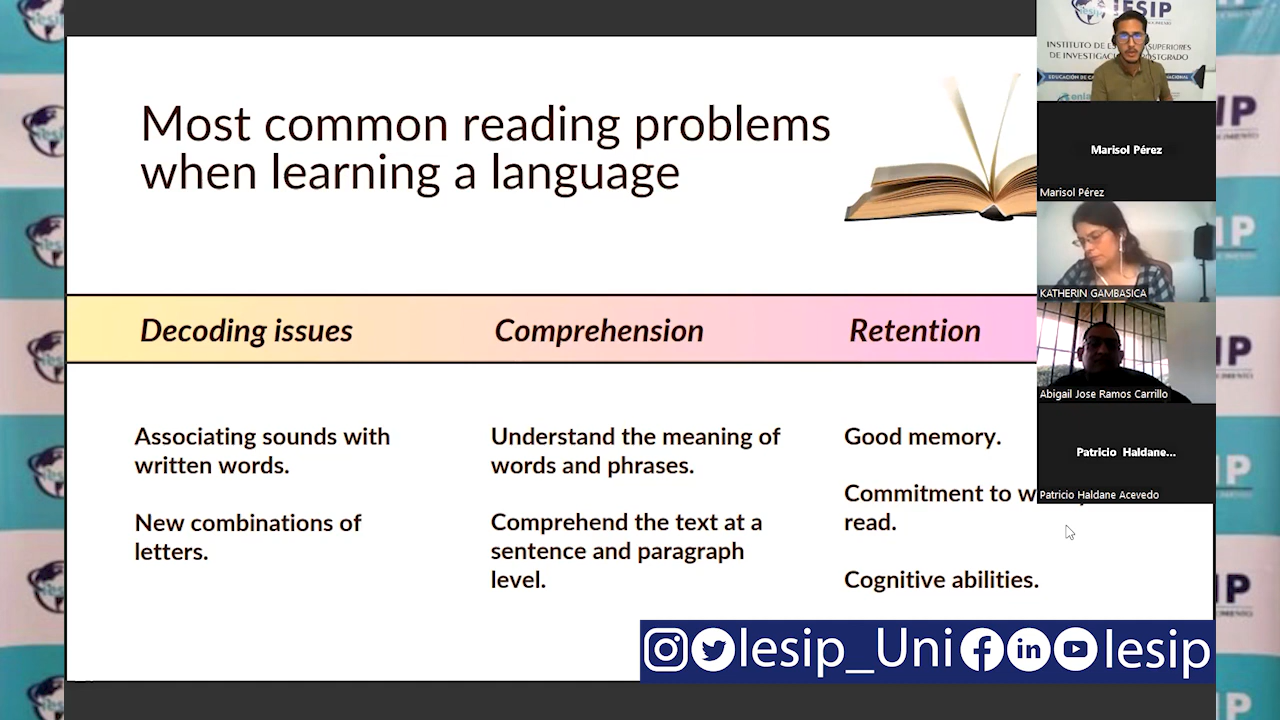 Most common reading problems
when learning a language
Decoding issues
Comprehension
Retention
Associating sounds with
written words.
New combinations of
letters.
Understand the meaning of
words and phrases.
Comprehend the text at a
sentence and paragraph
level.
Good memory.
Commitment to
read.
Cognitive abilities.
IESIP
INSTITUTO DE SUPERIORES
DE POSTGRADO
Marisol Pérez
Marisol Pérez
KATHERIN GAMBASICA
Abigail Jose Ramos Carrillo
Patricio Haldane...
Patricio Haldane Acevedo
Iesip_Uni
Iesip